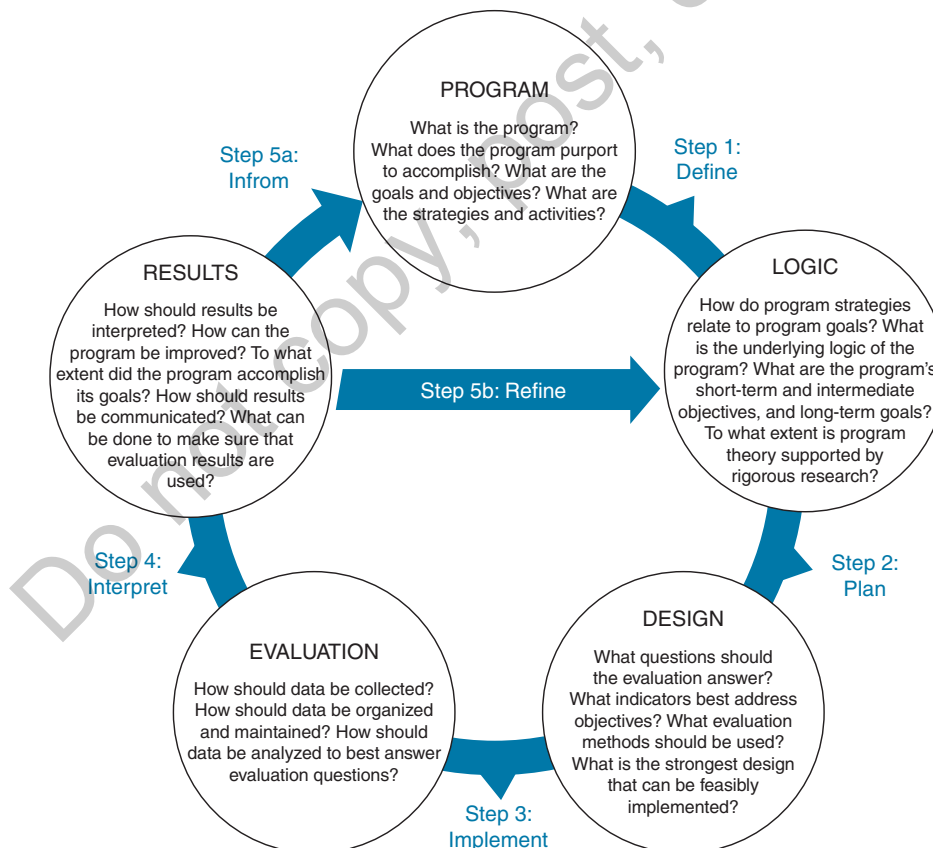 PROGRAM
What is the program?
What does the program purport
to accomplish? What are the
goals and objectives? What are
the strategies and activities?
Step 1:
Define
LOGIC
How do program strategies
relate to program goals? What
is the underlying logic of the
program? What are the program's
short-term and intermediate
objectives, and long-term goals?
To what extent is program
theory supported by
rigorous research?
Step 2:
Plan
DESIGN
What questions should
the evaluation answer?
What indicators best address
objectives? What evaluation
methods should be used?
What is the strongest design
that can be feasibly
implemented?
Step 3:
Implement
EVALUATION
How should data be collected?
How should data be organized
and maintained? How should
data be analyzed to best answer
evaluation questions?
Step 4:
Interpret
RESULTS
How should results be
interpreted? How can the
program be improved? To what
extent did the program accomplish
its goals? How should results
be communicated? What can
be done to make sure that
evaluation results are
used?
Step 5a:
Infrom
Step 5b: Refine
Do not copy, post,